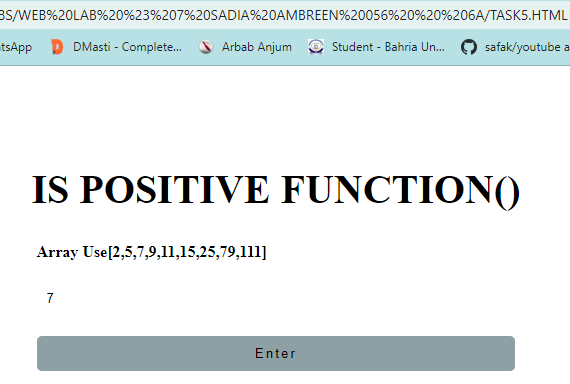 BS/WEB%20LAB%20%23%207%20SADIA%20AMBREEN%20056%20%20%206A/TASK5.HTML
atsApp DMasti - Complete... Arbab Anjum Student - Bahria Un... safak/youtube a
IS POSITIVE FUNCTION()
Array Use[2,5,7,9,11,15,25,79,111]
7
Enter